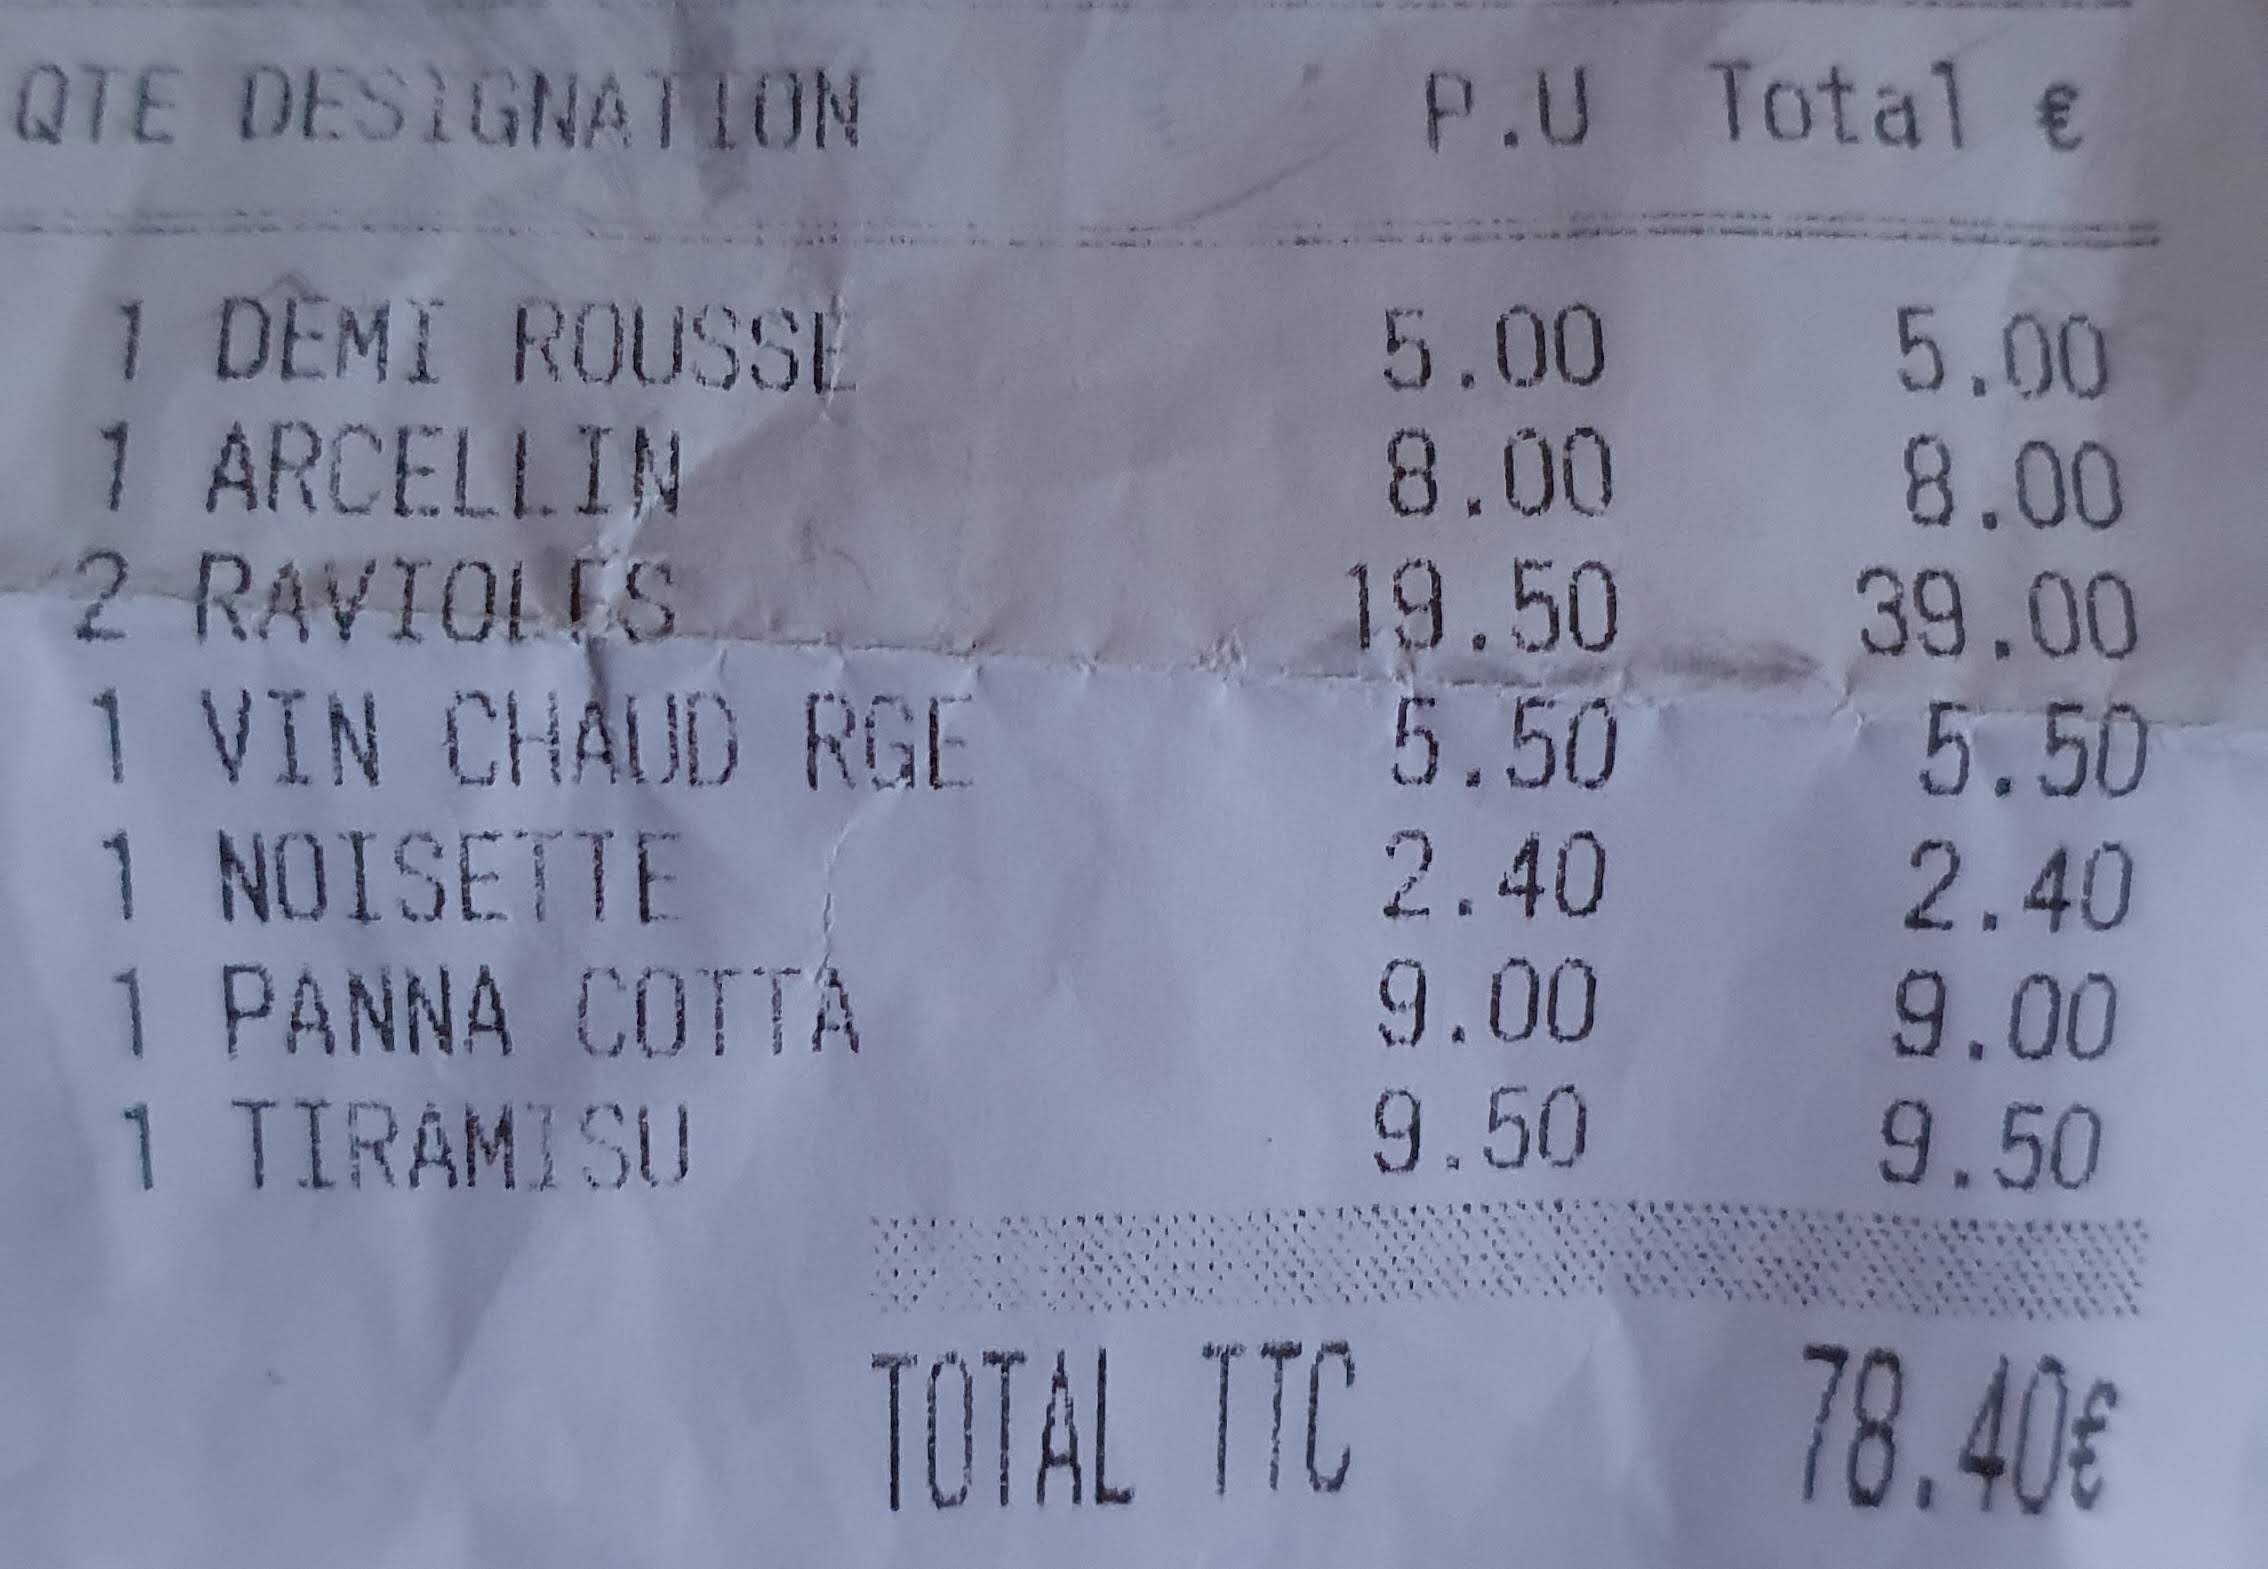 QTE DESIGNATION P.U Total €
1 DEMI ROUSSE 5.00 5.00
1 ARCELLIN 8.00 8.00
2 RAVIOLES 19.50 39.00
1 VIN CHAUD RGE 5.50 5.50
1 NOISETTE 2.40 2.40
1 PANNA COTTA 9.00 9.00
1 TIRAMISU 9.50 9.50
TOTAL TTC 78.40€